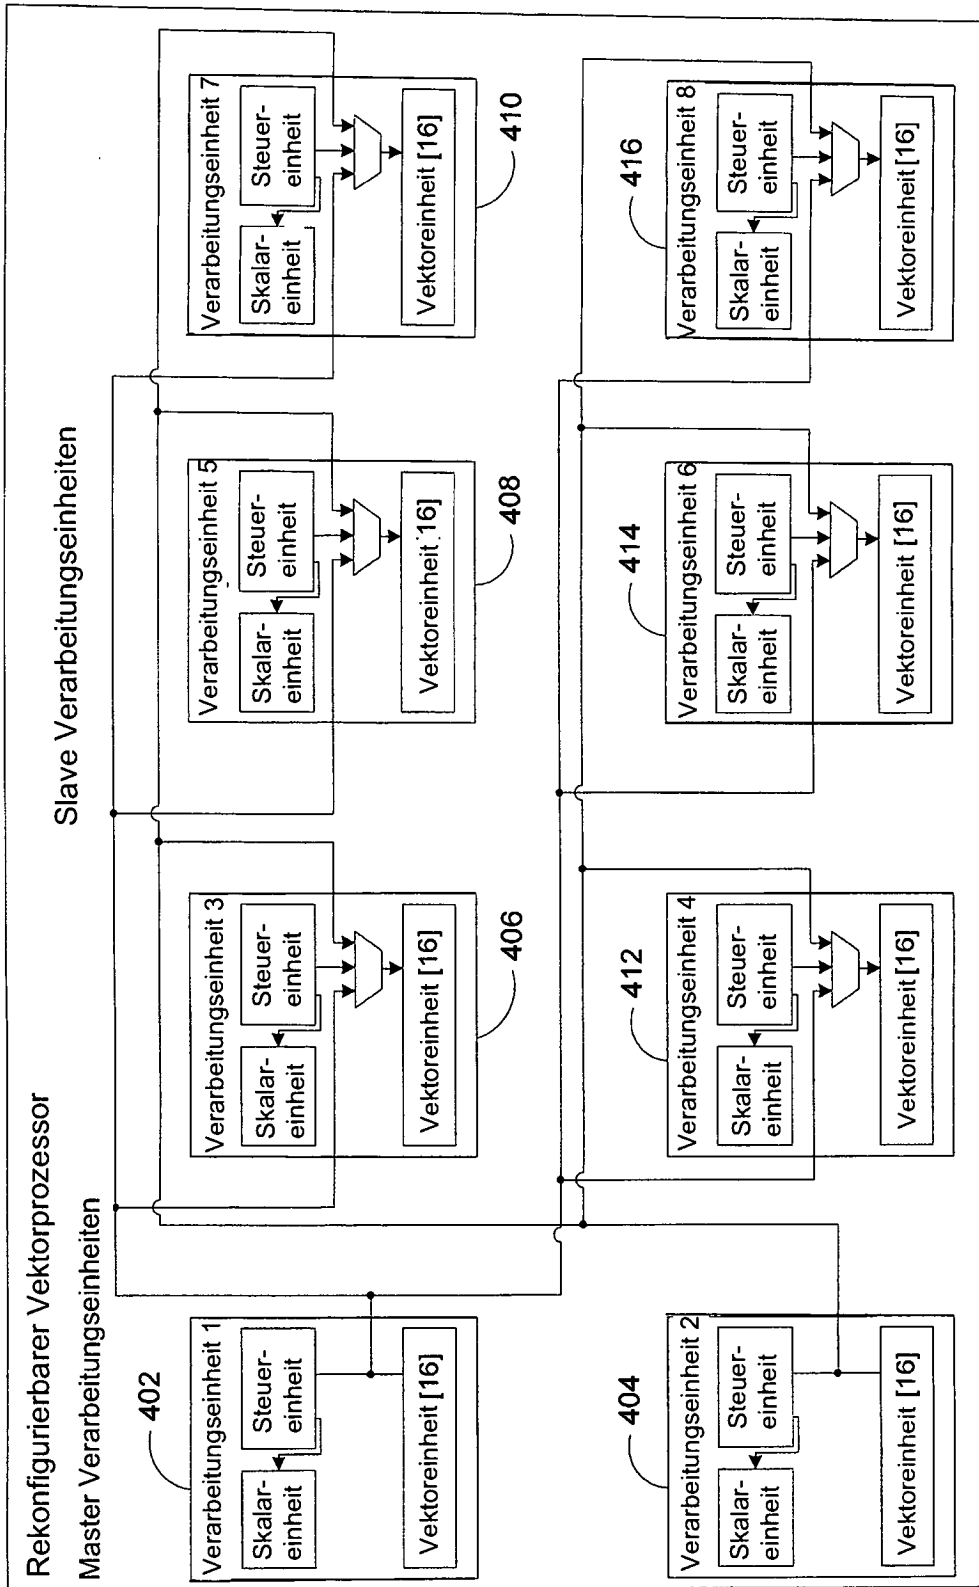 Rekonfigurierbarer Vektorprozessor
Master Verarbeitungseinheiten
Slave Verarbeitungseinheiten
402
Verarbeitungseinheit 1
Skalar-
einheit
Steuer-
einheit
Vektoreinheit [16]
Verarbeitungseinheit 3
Skalar-
einheit
Steuer-
einheit
Vektoreinheit [16]
406
Verarbeitungseinheit 5
Skalar-
einheit
Steuer-
einheit
Vektoreinheit [16]
408
Verarbeitungseinheit 7
Skalar-
einheit
Steuer-
einheit
Vektoreinheit [16]
410
404
Verarbeitungseinheit 2
Skalar-
einheit
Steuer-
einheit
Vektoreinheit [16]
412
Verarbeitungseinheit 4
Skalar-
einheit
Steuer-
einheit
Vektoreinheit [16]
414
Verarbeitungseinheit 6
Skalar-
einheit
Steuer-
einheit
Vektoreinheit [16]
416
Verarbeitungseinheit 8
Skalar-
einheit
Steuer-
einheit
Vektoreinheit [16]